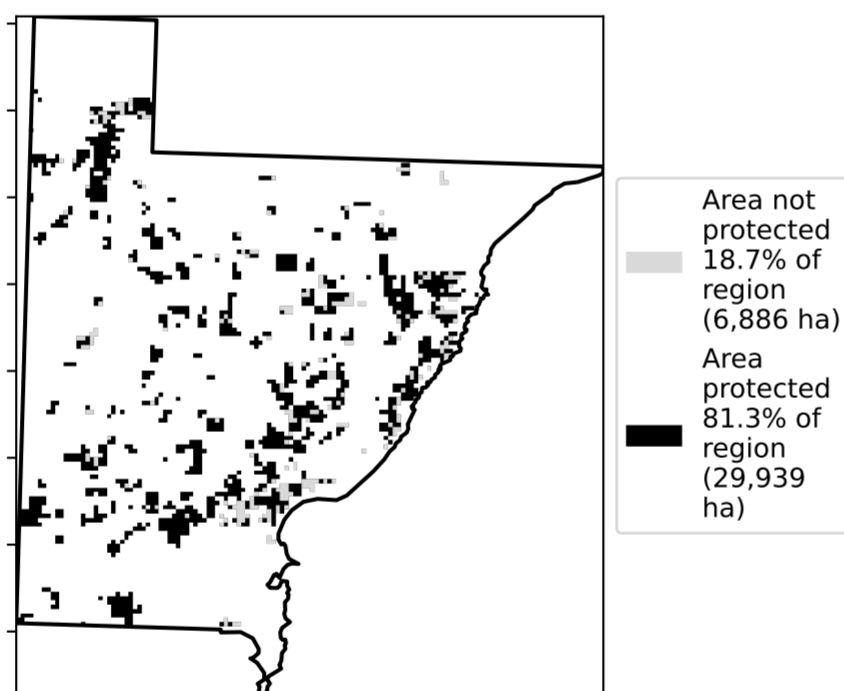 Area not
protected
18.7% of
region
(6,886 ha)
Area
protected
81.3% of
region
(29,939
ha)